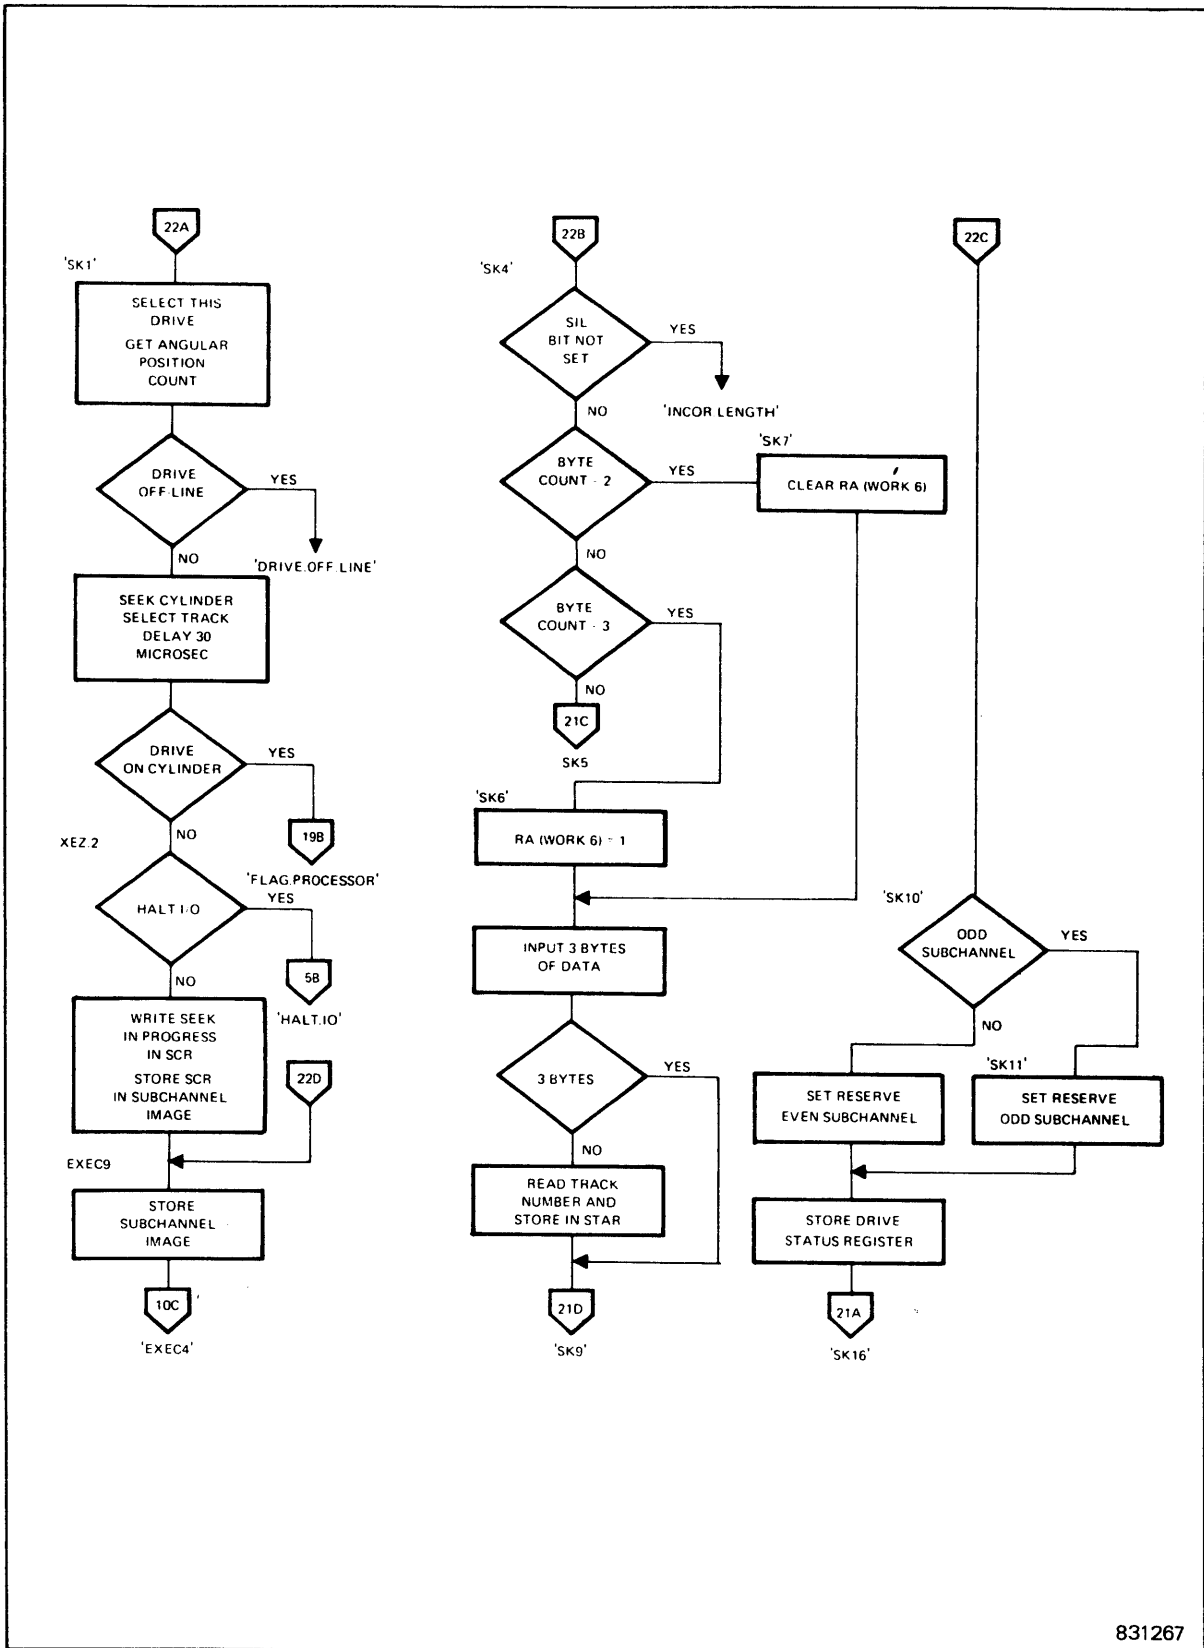 22A
'SK1'
SELECT THIS
DRIVE
GET ANGULAR
POSITION
COUNT
DRIVE
OFF-LINE
YES
'DRIVE.OFF.LINE'
NO
SEEK CYLINDER
SELECT TRACK
DELAY 30
MICROSEC
DRIVE
ON CYLINDER
YES
19B
'FLAG.PROCESSOR'
NO
XEZ.2
HALT I/O
YES
5B
'HALT.IO'
NO
WRITE SEEK
IN PROGRESS
IN SCR
STORE SCR
IN SUBCHANNEL
IMAGE
22D
EXEC9
STORE
SUBCHANNEL
IMAGE
10C
'EXEC4'
22B
'SK4'
SIL
BIT NOT
SET
YES
'INCOR LENGTH'
NO
BYTE
COUNT - 2
YES
'SK7'
CLEAR RA (WORK 6)
NO
BYTE
COUNT - 3
YES
NO
21C
SK5
'SK6'
RA (WORK 6) - 1
INPUT 3 BYTES
OF DATA
3 BYTES
YES
NO
READ TRACK
NUMBER AND
STORE IN STAR
21D
'SK9'
22C
'SK10'
ODD
SUBCHANNEL
YES
NO
SET RESERVE
EVEN SUBCHANNEL
'SK11'
SET RESERVE
ODD SUBCHANNEL
STORE DRIVE
STATUS REGISTER
21A
'SK16'
831267